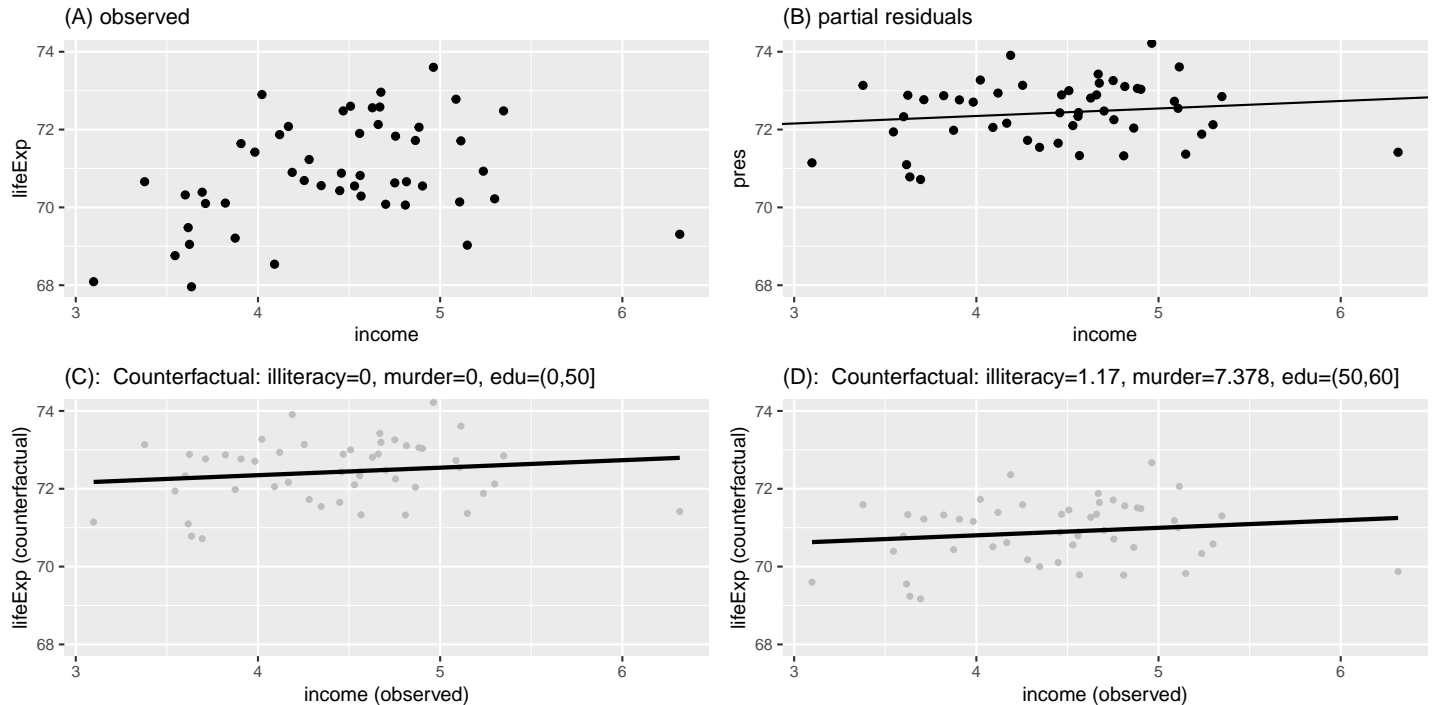 (A) observed
lifeExp
74
72
70
68
3 4 5 6
income
(B) partial residuals
pres
74
72
70
68
3 4 5 6
income
(C):  Counterfactual: illiteracy=0, murder=0, edu=(0,50]
lifeExp (counterfactual)
74
72
70
68
3 4 5 6
income (observed)
(D):  Counterfactual: illiteracy=1.17, murder=7.378, edu=(50,60]
lifeExp (counterfactual)
74
72
70
68
3 4 5 6
income (observed)